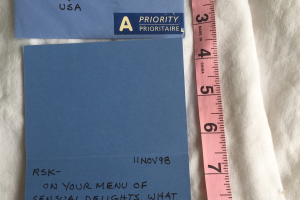 USA
A PRIORITY
PRIORITAIRE
11NOV98
RSK-
ON YOUR MENU OF
SENSUAL DELIGHTS, WHAT
3
4
5
6
7